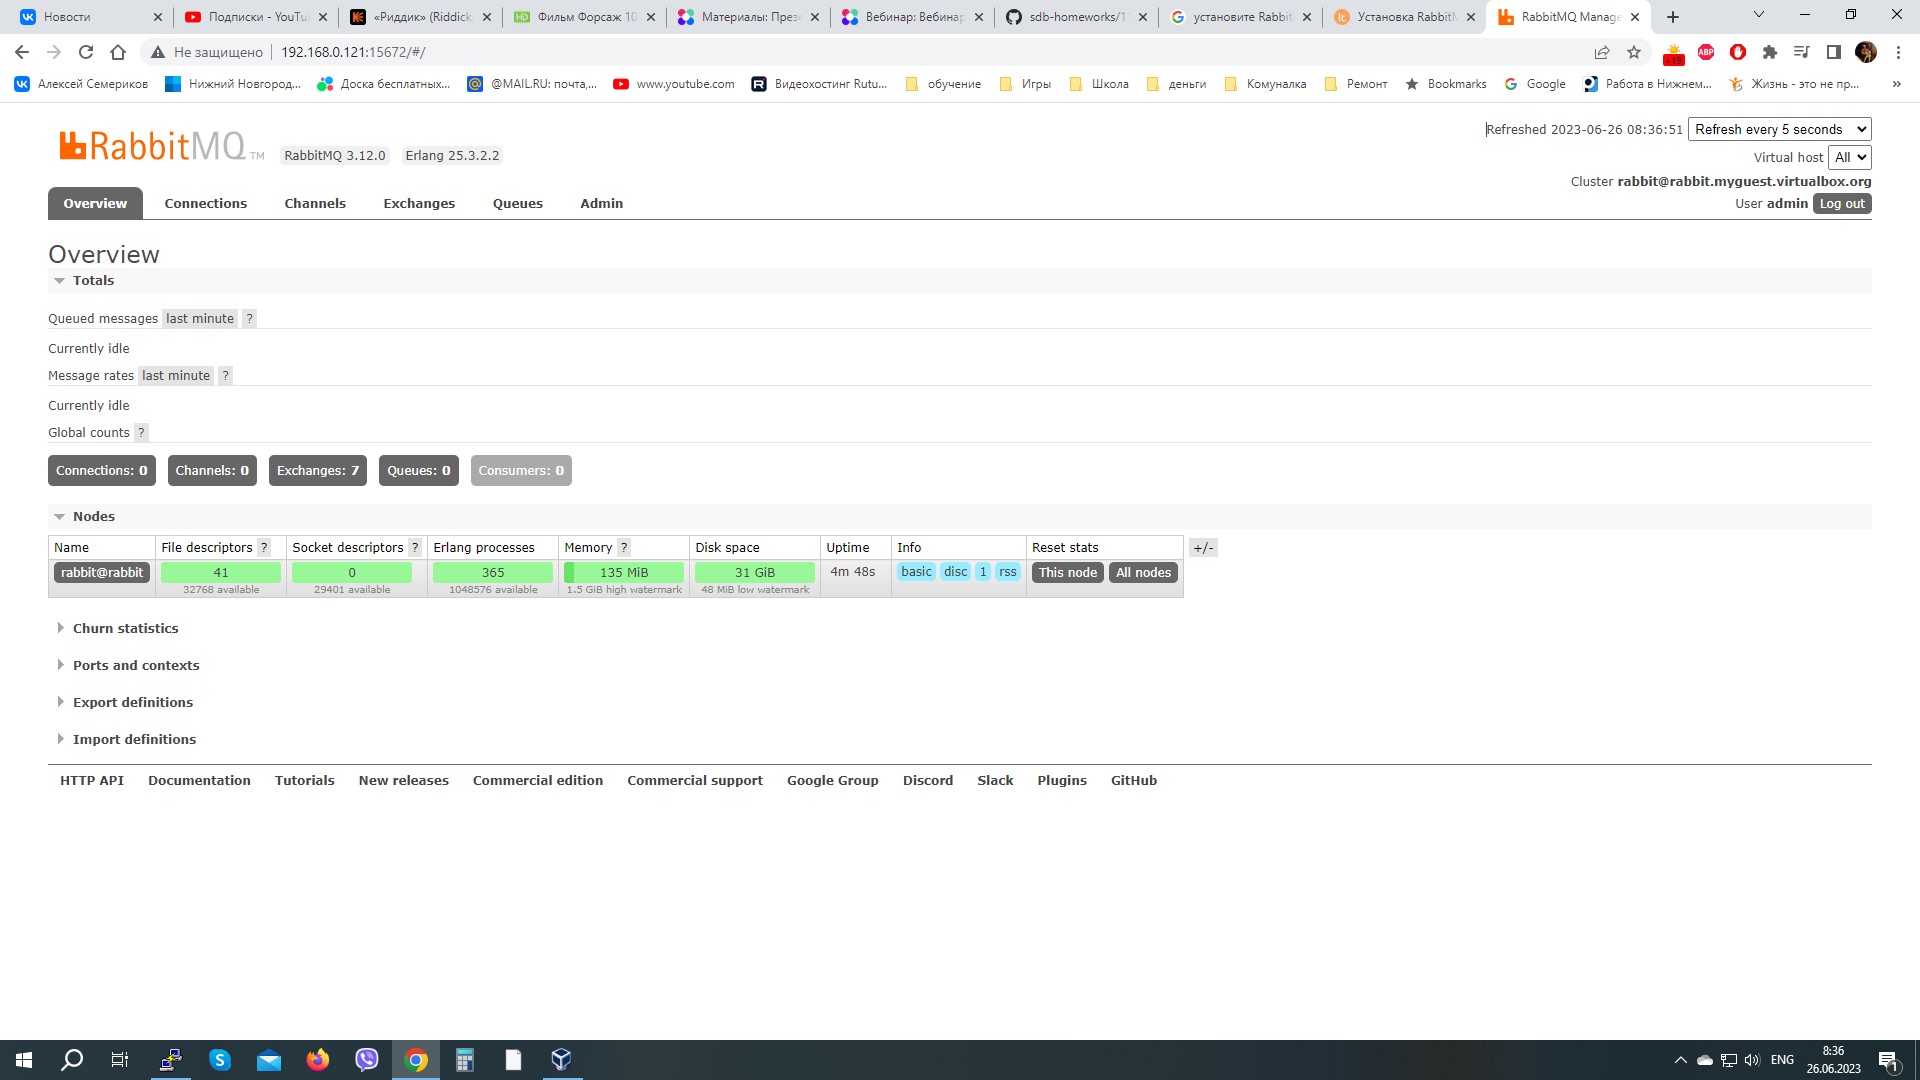 Новости
Подписки - YouTu
«Риддик» (Riddick,
Фильм Форсаж 10
Материалы: Презе
Вебинар: Вебинар
sdb-homeworks/11
установите Rabbit
Установка RabbitM
RabbitMQ Manage
Не защищено
192.168.0.121:15672/#/
+19
ABP
Алексей Семериков
Нижний Новгород...
Доска бесплатных...
@MAIL.RU: почта,...
www.youtube.com
Видеохостинг Rutu...
обучение
Игры
Школа
деньги
Комуналка
Ремонт
Bookmarks
Google
Работа в Нижнем...
Жизнь - это не пр...
»
RabbitMQ TM
RabbitMQ 3.12.0
Erlang 25.3.2.2
Refreshed 2023-06-26 08:36:51
Refresh every 5 seconds
Virtual host All
Cluster rabbit@rabbit.myguest.virtualbox.org
User admin Log out
Overview
Connections
Channels
Exchanges
Queues
Admin
Overview
Totals
Queued messages last minute ?
Currently idle
Message rates last minute ?
Currently idle
Global counts ?
Connections: 0
Channels: 0
Exchanges: 7
Queues: 0
Consumers: 0
Nodes
Name File descriptors ? Socket descriptors ? Erlang processes Memory ? Disk space Uptime Info Reset stats +/-
rabbit@rabbit 41 0 365 135 MiB 31 GiB 4m 48s basic disc 1 rss This node All nodes
32768 available 29401 available 1048576 available 1.5 GiB high watermark 48 MiB low watermark
Churn statistics
Ports and contexts
Export definitions
Import definitions
HTTP API
Documentation
Tutorials
New releases
Commercial edition
Commercial support
Google Group
Discord
Slack
Plugins
GitHub
ENG
8:36
26.06.2023
1